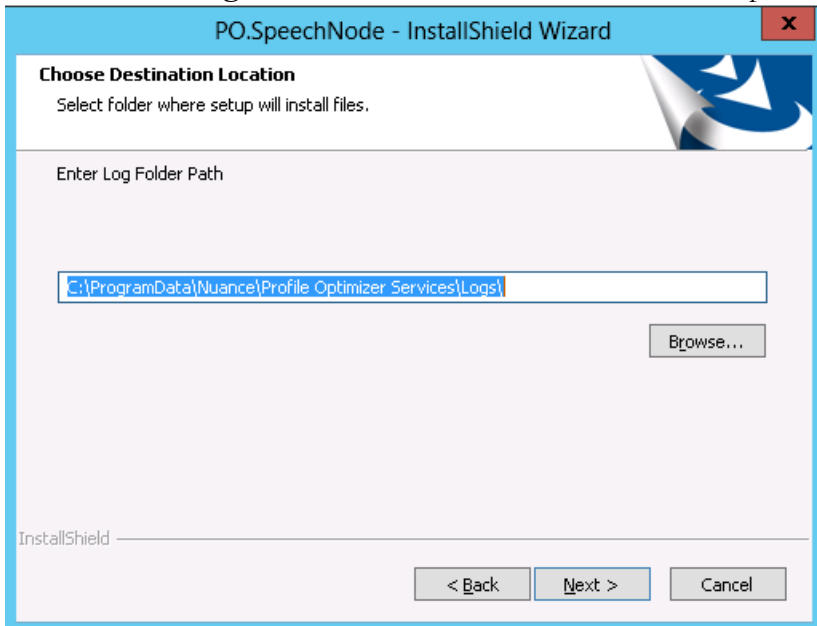 PO.SpeechNode - InstallShield Wizard
x
Choose Destination Location
Select folder where setup will install files.
Enter Log Folder Path
C:\ProgramData\Nuance\Profile Optimizer Services\Logs\
Browse...
InstallShield
< Back
Next >
Cancel